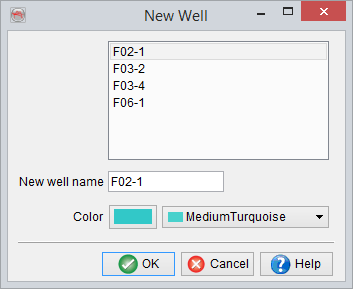 New Well
F02-1
F03-2
F03-4
F06-1
New well name F02-1
Color MediumTurquoise
OK Cancel Help